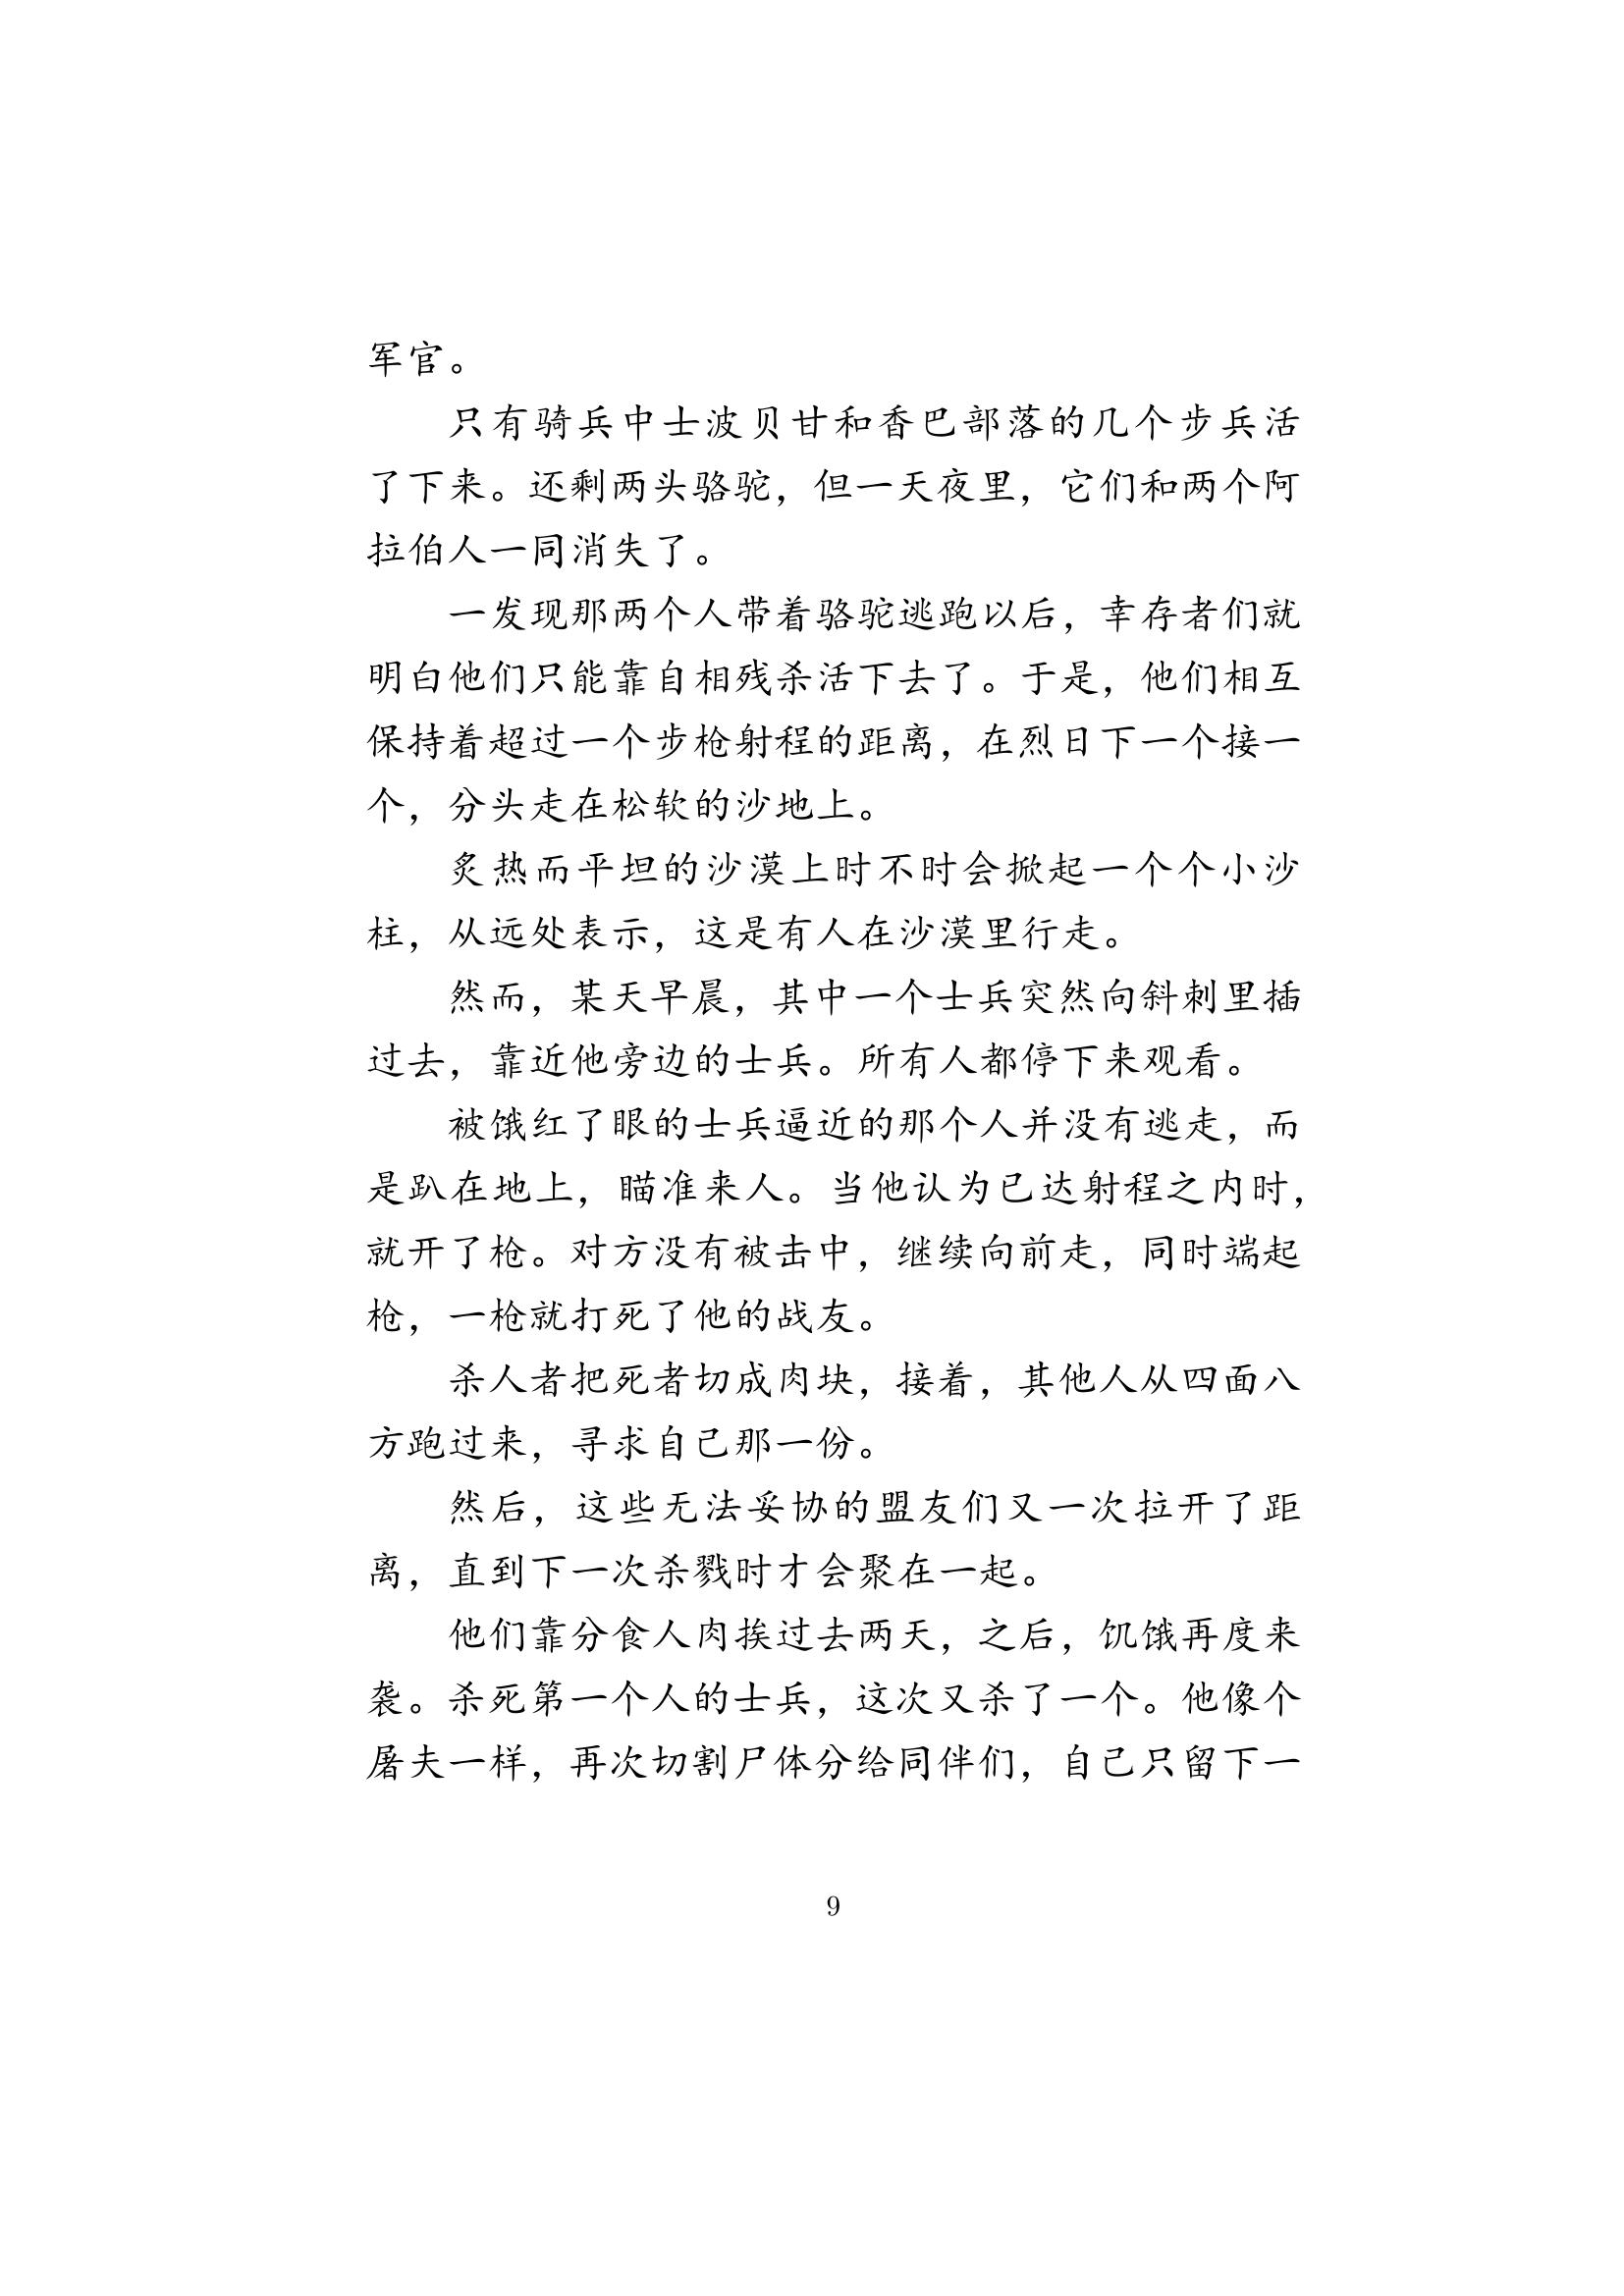 军官。
只有骑兵中士波贝甘和香巴部落的几个步兵活
了下来。还剩两头骆驼，但一天夜里，它们和两个阿
拉伯人一同消失了。
一发现那两个人带着骆驼逃跑以后，幸存者们就
明白他们只能靠自相残杀活下去了。于是，他们相互
保持着超过一个步枪射程的距离，在烈日下一个接一
个，分头走在松软的沙地上。
炙热而平坦的沙漠上时不时会掀起一个个小沙
柱，从远处表示，这是有人在沙漠里行走。
然而，某天早晨，其中一个士兵突然向斜刺里插
过去，靠近他旁边的士兵。所有人都停下来观看。
被饿红了眼的士兵逼近的那个人并没有逃走，而
是趴在地上，瞄准来人。当他认为已达射程之内时，
就开了枪。对方没有被击中，继续向前走，同时端起
枪，一枪就打死了他的战友。
杀人者把死者切成肉块，接着，其他人从四面八
方跑过来，寻求自己那一份。
然后，这些无法妥协的盟友们又一次拉开了距
离，直到下一次杀戮时才会聚在一起。
他们靠分食人肉挨过去两天，之后，饥饿再度来
袭。杀死第一个人的士兵，这次又杀了一个。他像个
屠夫一样，再次切割尸体分给同伴们，自己只留下一
9